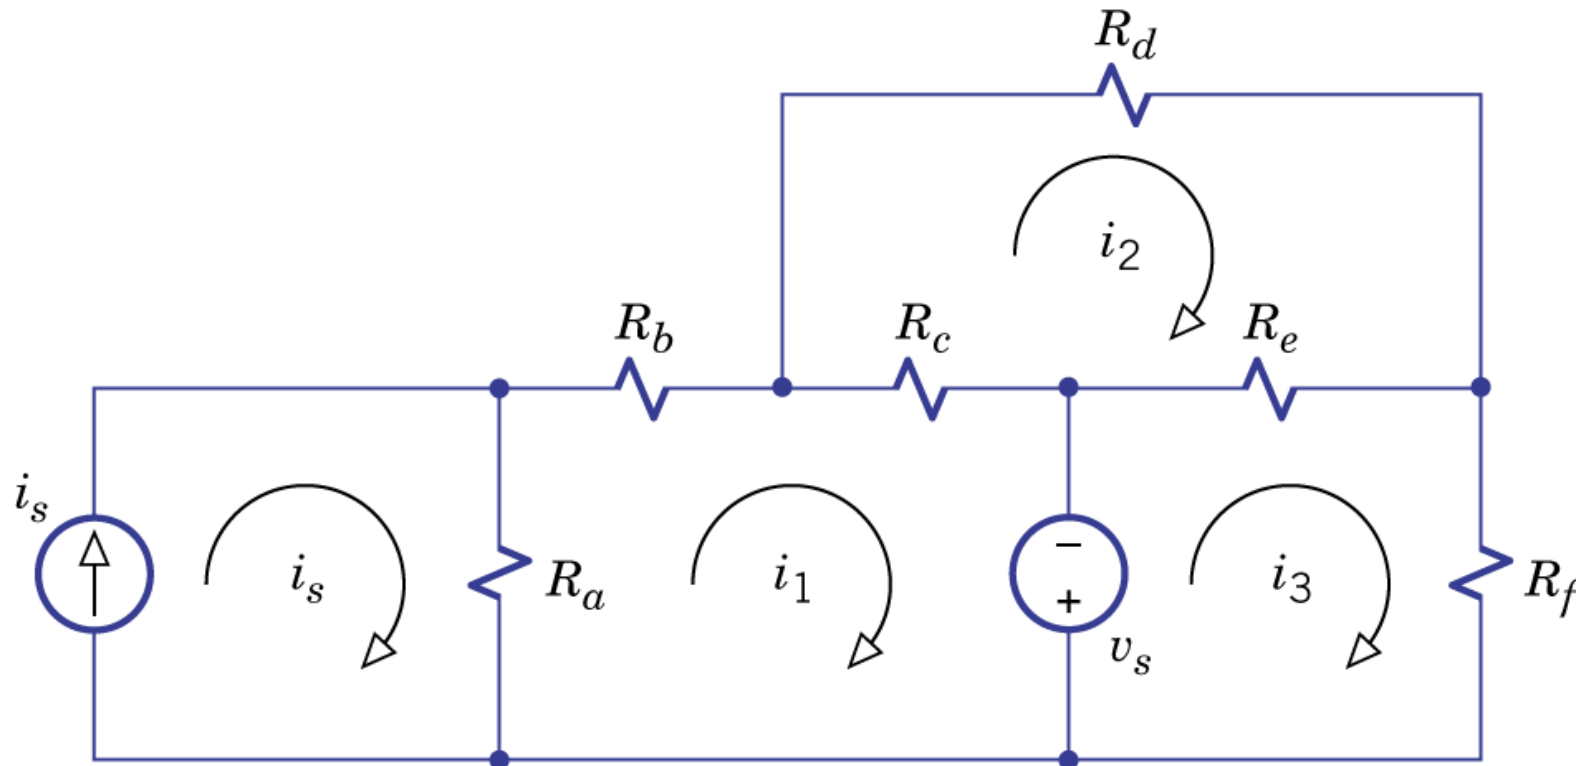 R_d
i_2
R_b
R_c
R_e
i_s
i_s
R_a
i_1
−
+
v_s
i_3
R_f